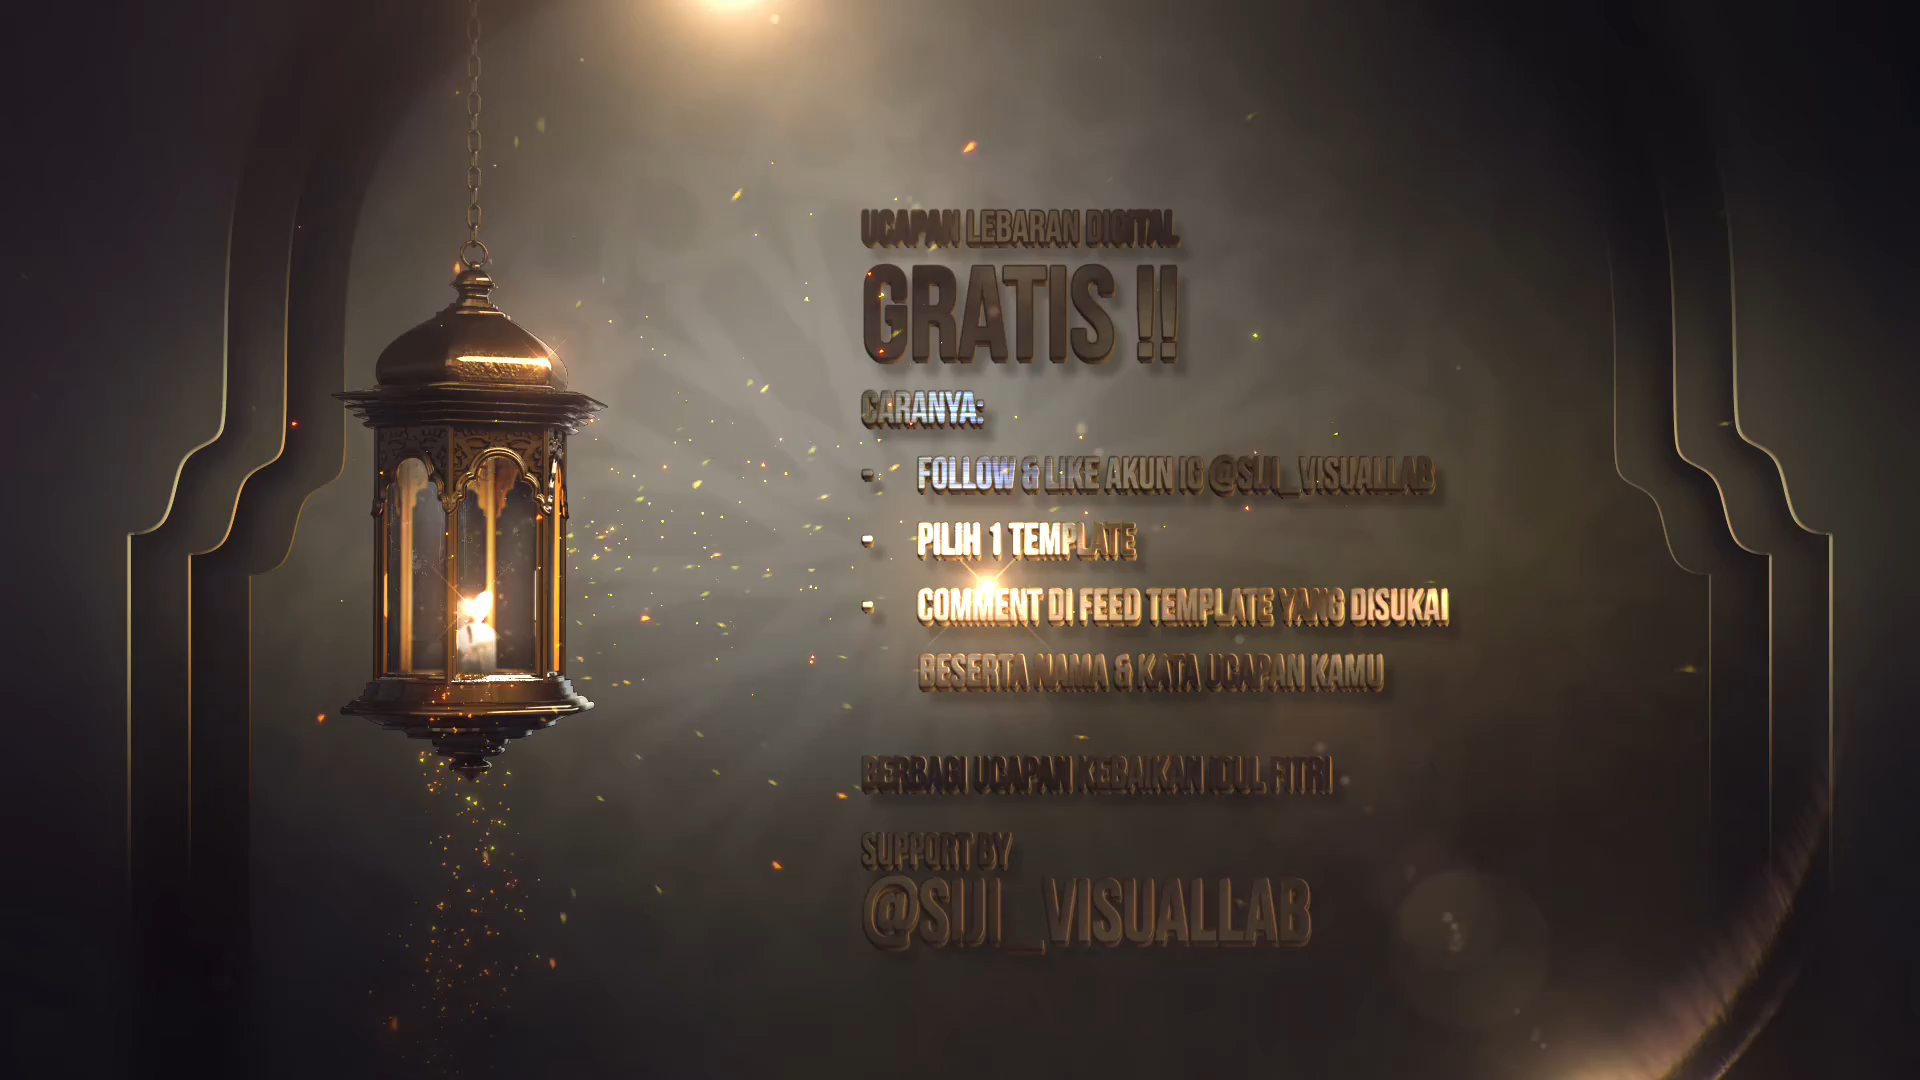 UCAPAN LEBARAN DIGITAL
GRATIS !!
CARANYA:
- FOLLOW & LIKE AKUN IG @SIJI_VISUALLAB
- PILIH 1 TEMPLATE
- COMMENT DI FEED TEMPLATE YANG DISUKAI
BESERTA NAMA & KATA UCAPAN KAMU
BERBAGI UCAPAN KEBAIKAN IDUL FITRI
SUPPORT BY
@SIJI_VISUALLAB